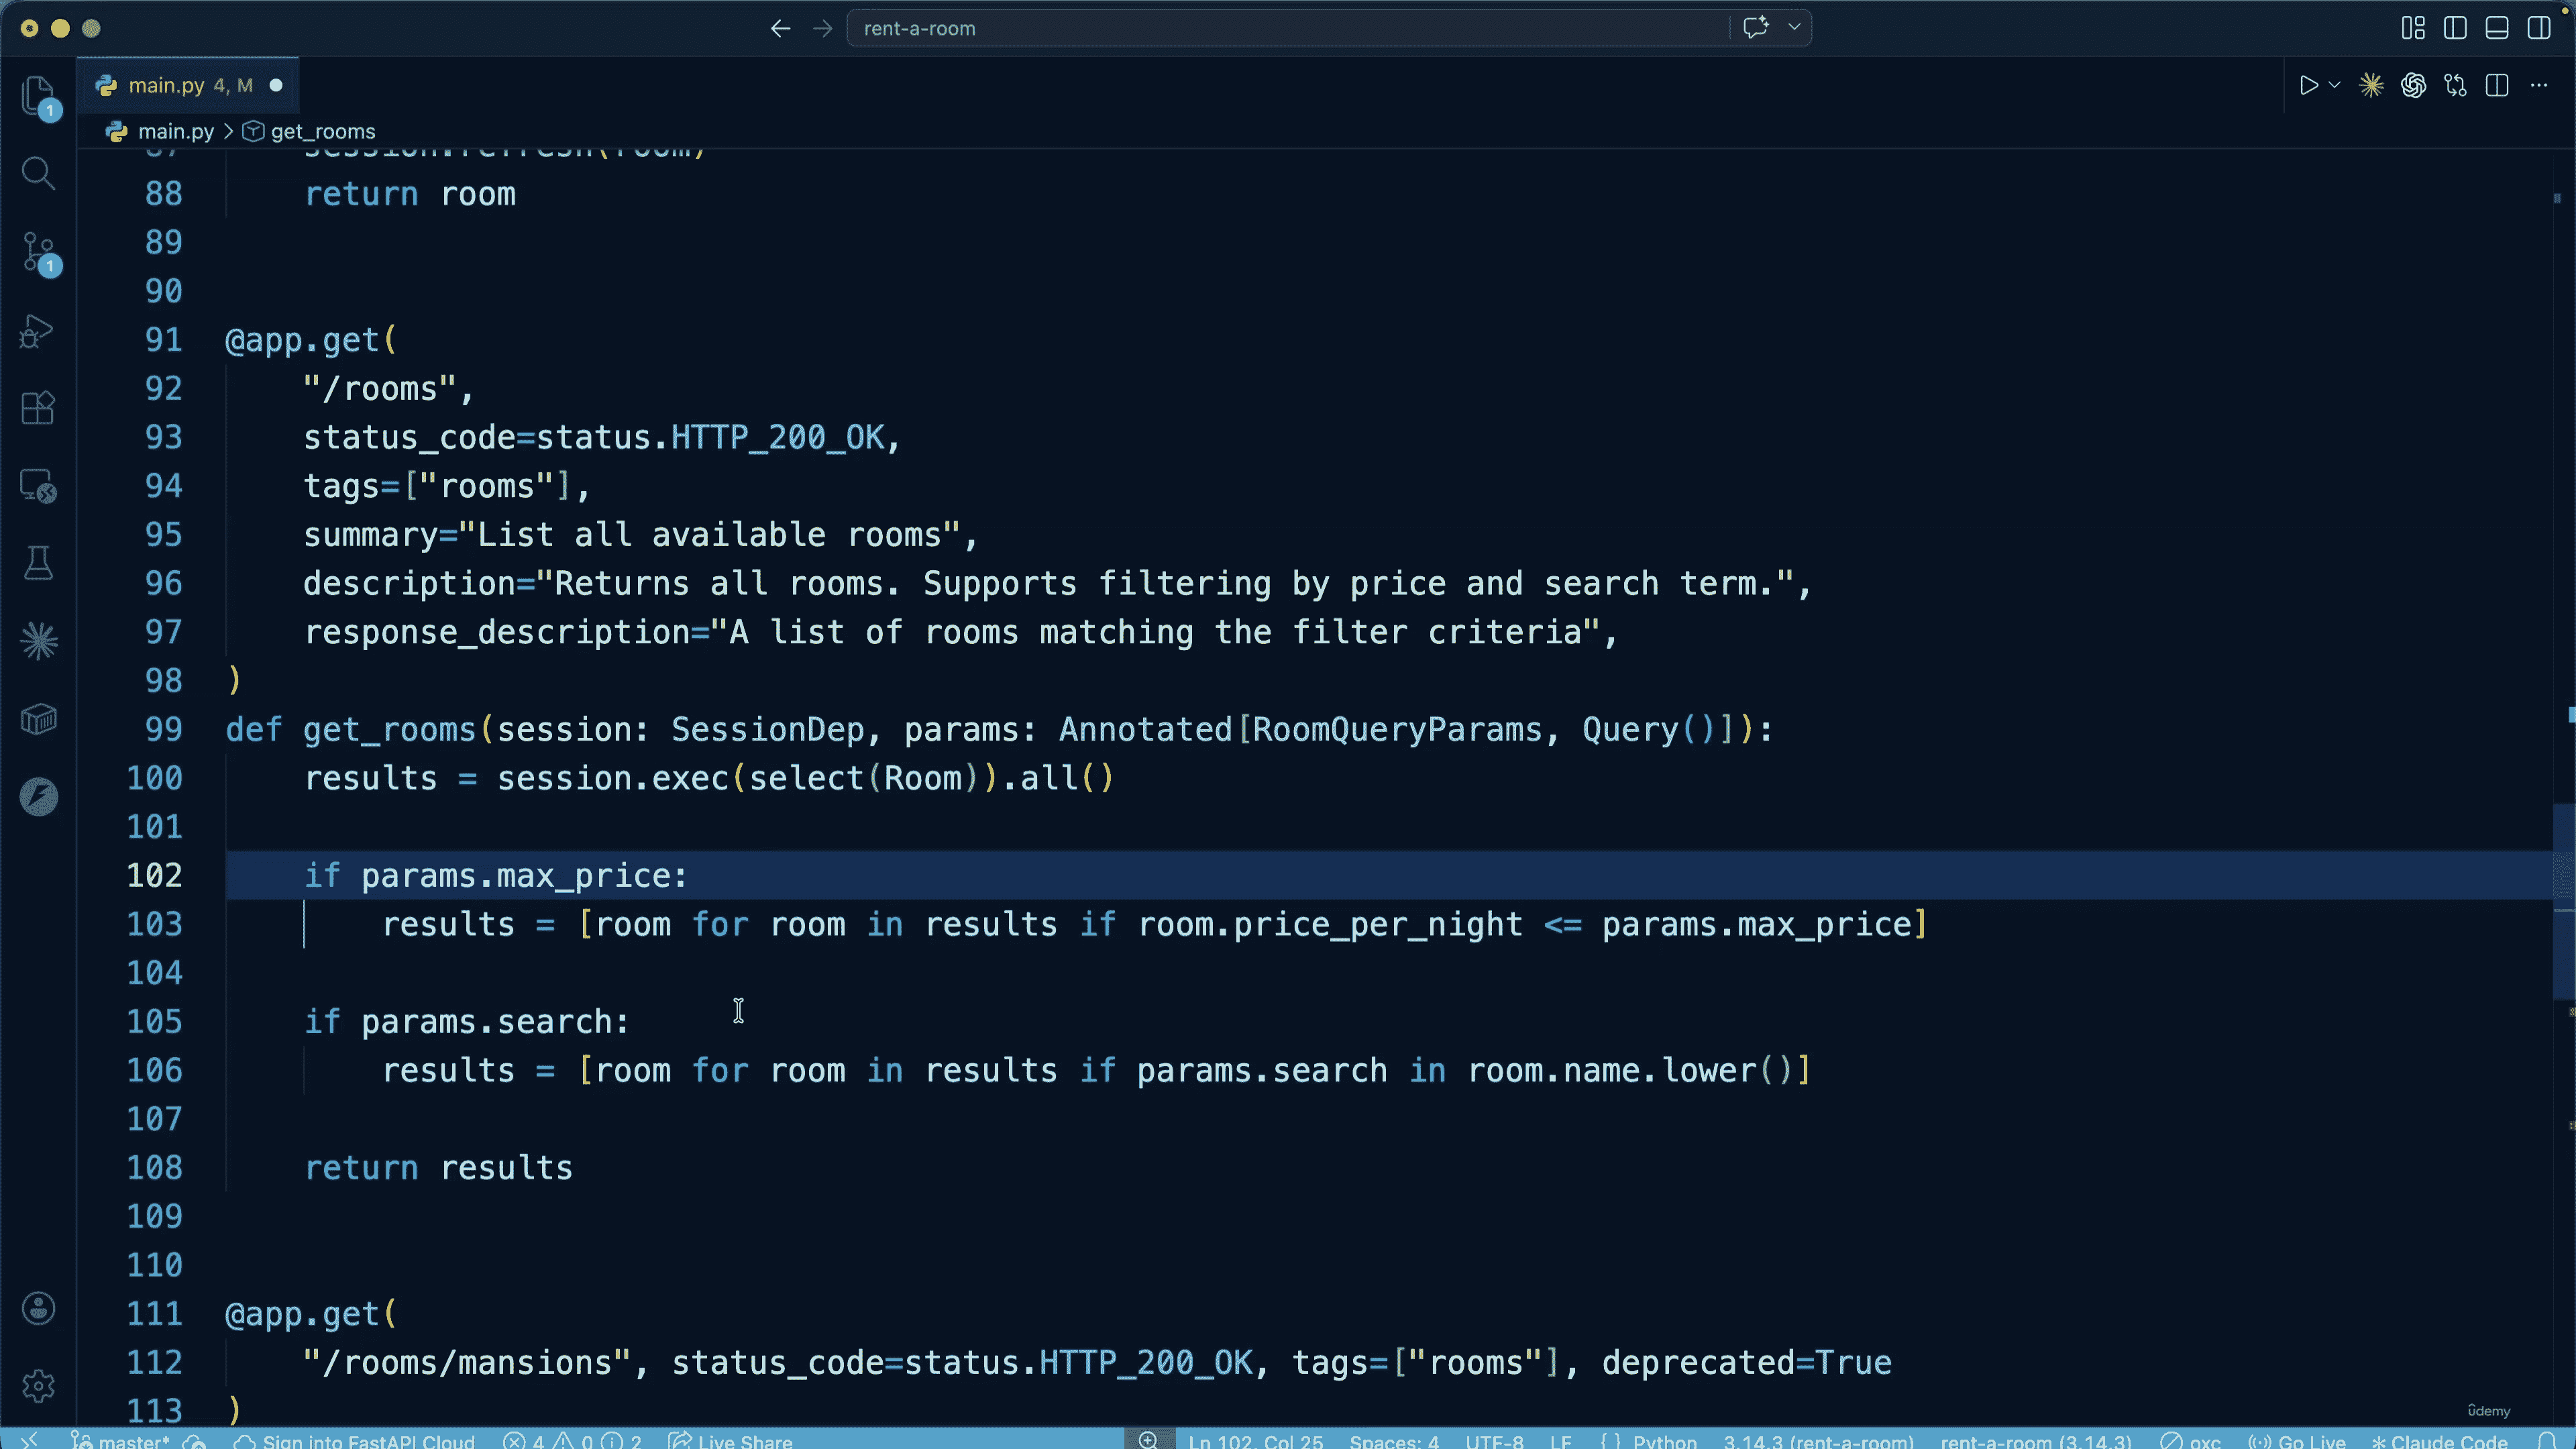 rent-a-room
main.py 4, M
1
main.py > get_rooms
87 session.refresh(room)
88 return room
89
90
91 @app.get(
92 "/rooms",
93 status_code=status.HTTP_200_OK,
94 tags=["rooms"],
95 summary="List all available rooms",
96 description="Returns all rooms. Supports filtering by price and search term.",
97 response_description="A list of rooms matching the filter criteria",
98 )
99 def get_rooms(session: SessionDep, params: Annotated[RoomQueryParams, Query()]):
100 results = session.exec(select(Room)).all()
101
102 if params.max_price:
103 results = [room for room in results if room.price_per_night <= params.max_price]
104
105 if params.search:
106 results = [room for room in results if params.search in room.name.lower()]
107
108 return results
109
110
111 @app.get(
112 "/rooms/mansions", status_code=status.HTTP_200_OK, tags=["rooms"], deprecated=True
113 )
1
ûdemy
master* Sign into FastAPI Cloud 4 0 2 Live Share Ln 102, Col 25 Spaces: 4 UTF-8 LF { } Python 3.14.3 (rent-a-room) rent-a-room (3.14.3) oxc Go Live Claude Code